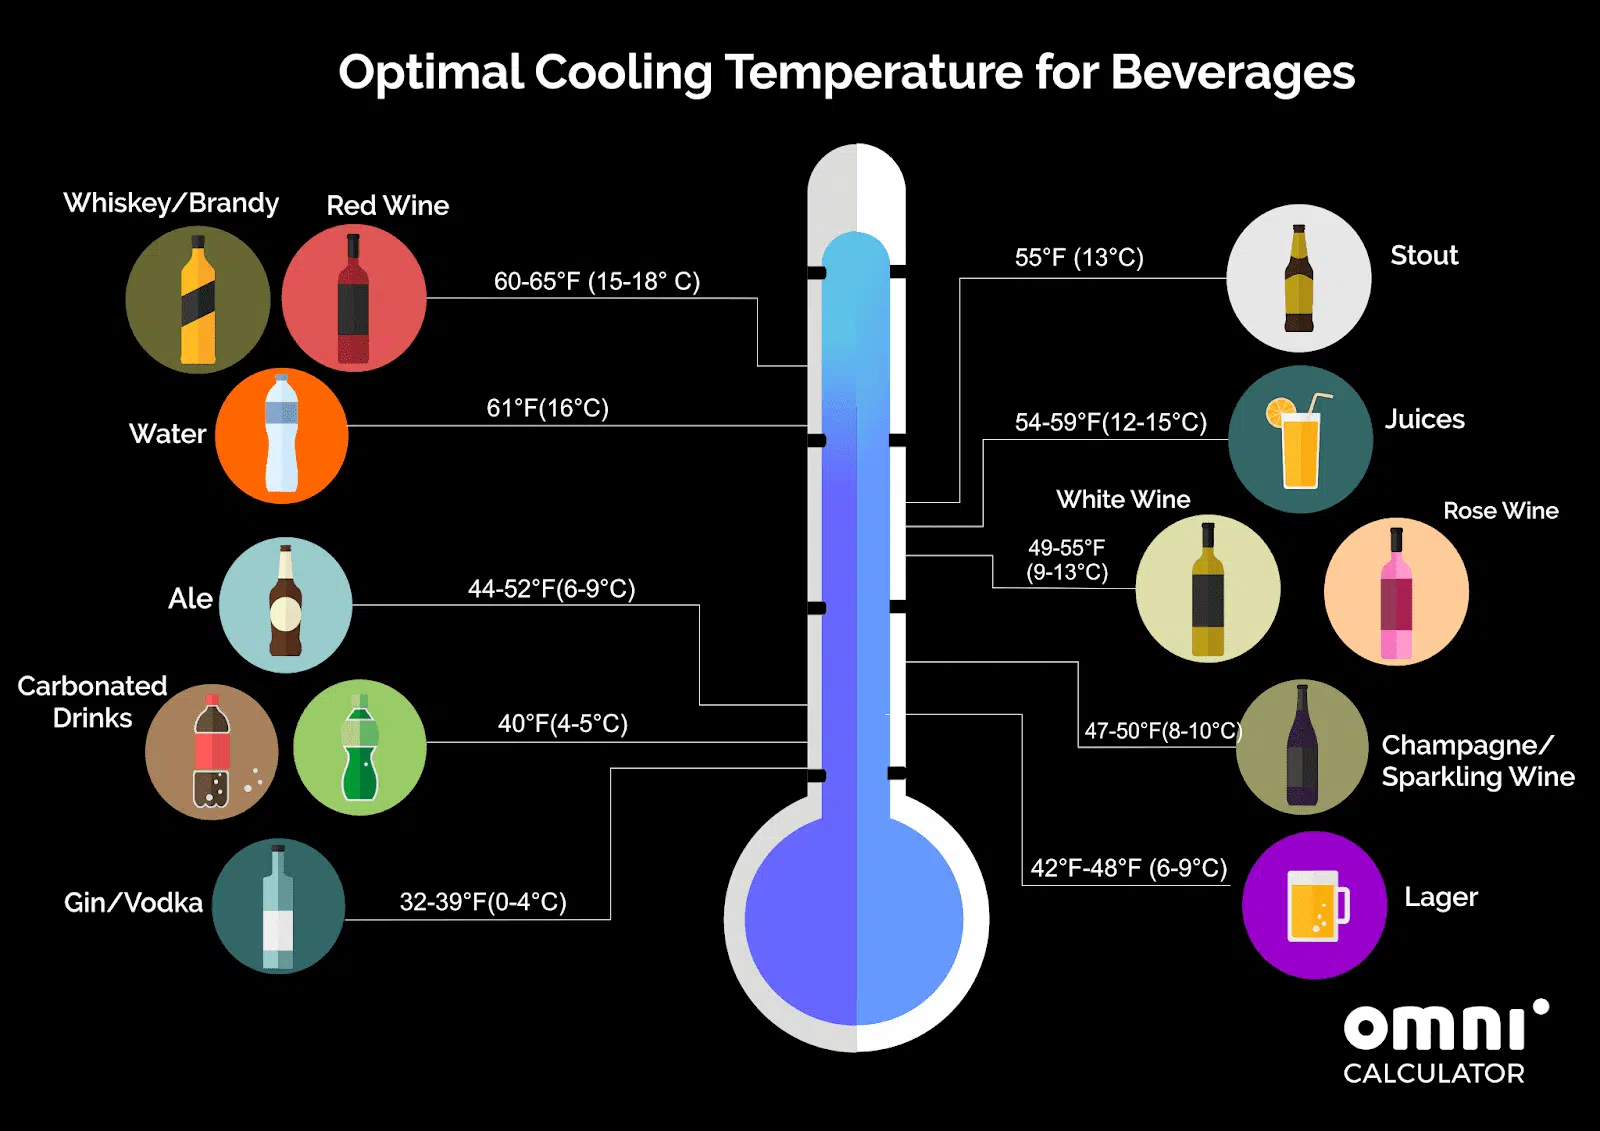 Optimal Cooling Temperature for Beverages
Whiskey/Brandy
Red Wine
60-65°F (15-18° C)
Water
61°F(16°C)
Ale
44-52°F(6-9°C)
Carbonated
Drinks
40°F(4-5°C)
Gin/Vodka
32-39°F(0-4°C)
55°F (13°C)
Stout
54-59°F(12-15°C)
Juices
White Wine
Rose Wine
49-55°F
(9-13°C)
47-50°F(8-10°C)
Champagne/
Sparkling Wine
42°F-48°F (6-9°C)
Lager
omni
CALCULATOR